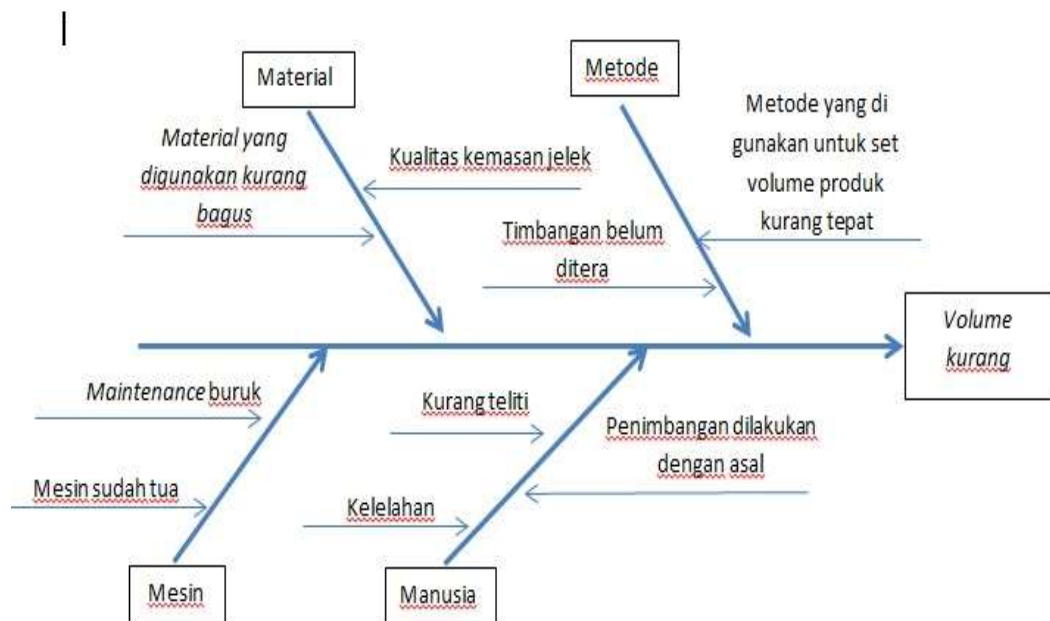 Material
Metode
Material yang
digunakan kurang
bagus
Kualitas kemasan jelek
Metode yang di
gunakan untuk set
volume produk
kurang tepat
Timbangan belum
ditera
Volume
kurang
Maintenance buruk
Mesin sudah tua
Kurang teliti
Penimbangan dilakukan
dengan asal
Kelelahan
Mesin
Manusia